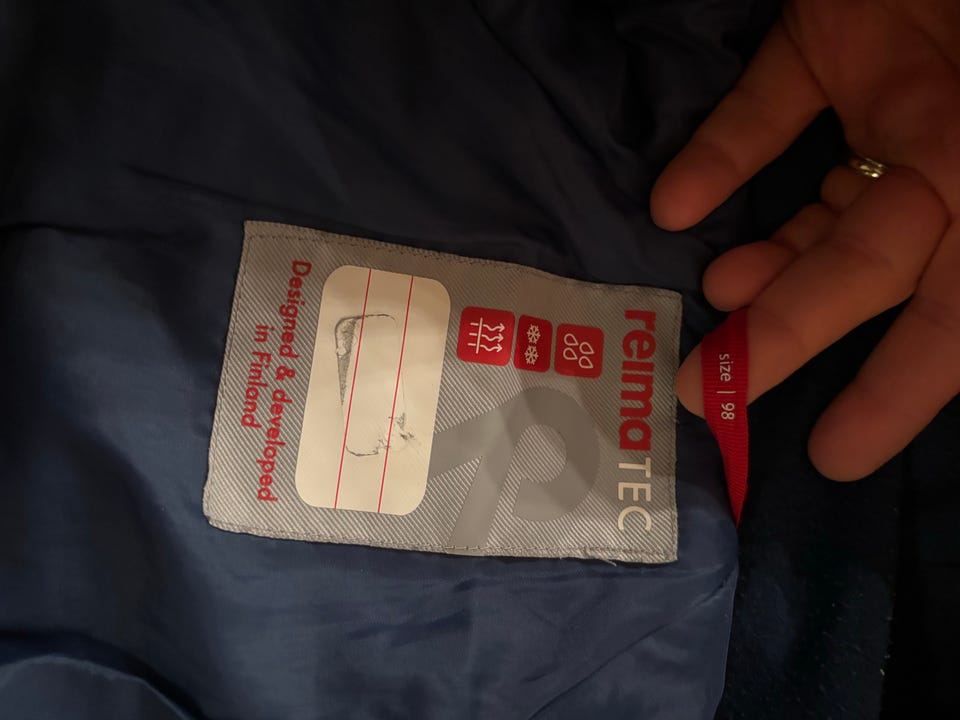 reima TEC
size | 98
Designed & developed
in Finland